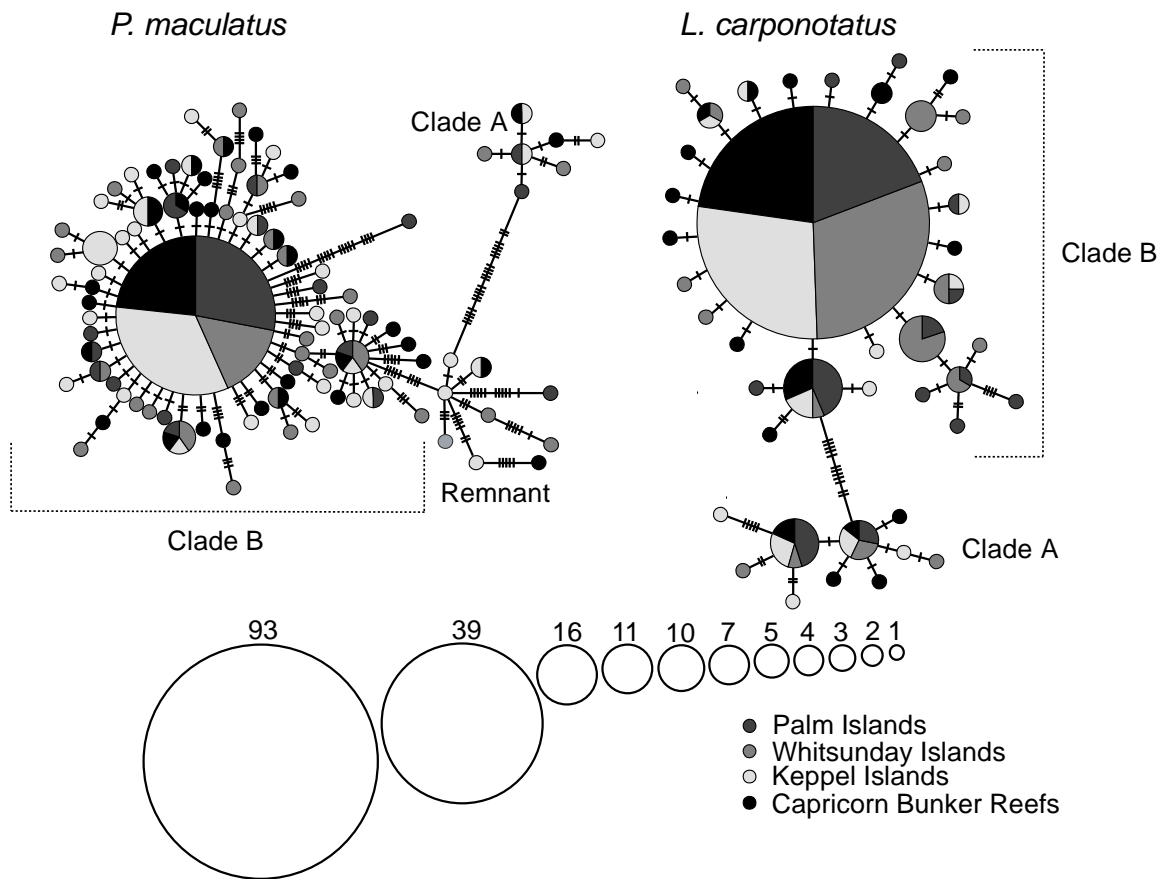 P. maculatus
L. carponotatus
Clade A
Clade B
Remnant
Clade B
Clade A
93 39 16 11 10 7 5 4 3 2 1
Palm Islands
Whitsunday Islands
Keppel Islands
Capricorn Bunker Reefs